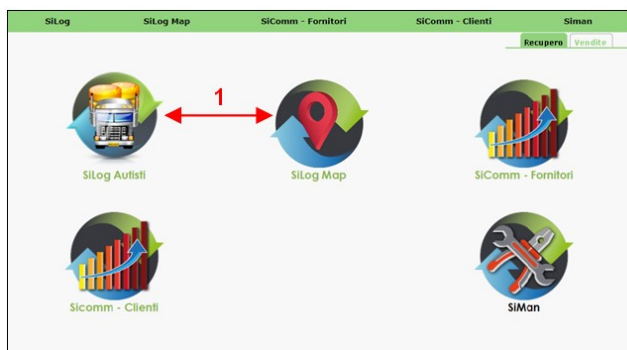 SiLog SiLog Map SiComm - Fornitori SiComm - Clienti Siman
Recupero Vendite
1
SiLog Autisti SiLog Map SiComm - Fornitori
Sicomm - Clienti SiMan